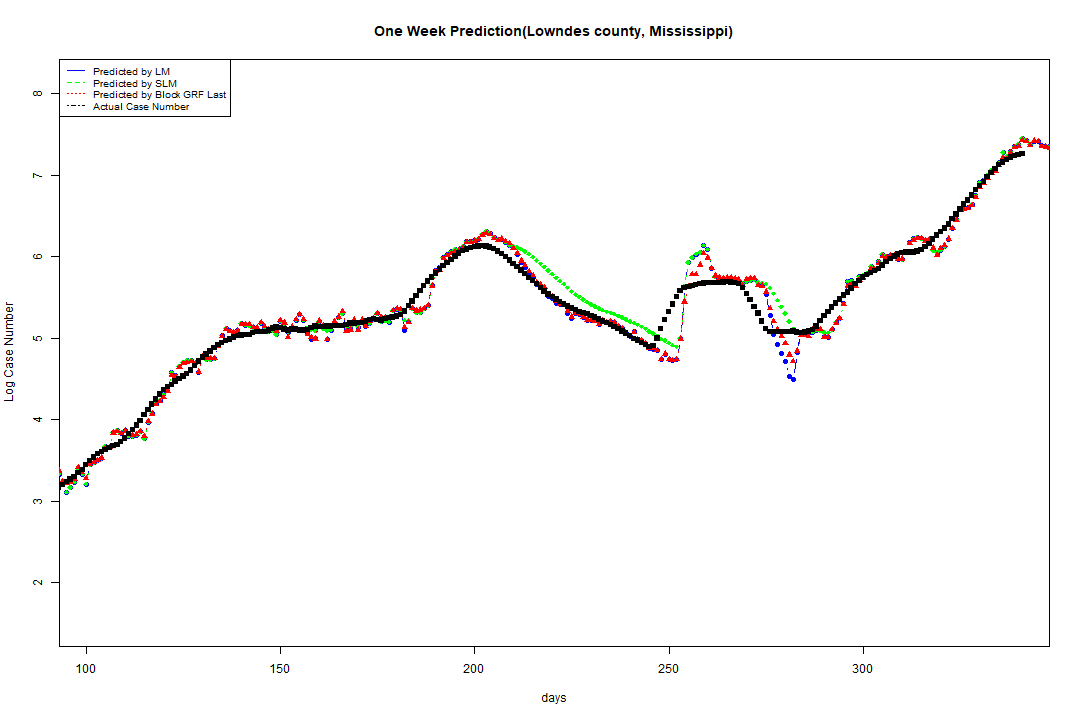 One Week Prediction(Lowndes county, Mississippi)
Predicted by LM
Predicted by SLM
Predicted by Block GRF Last
Actual Case Number
8
7
6
5
4
3
2
Log Case Number
100 150 200 250 300
days